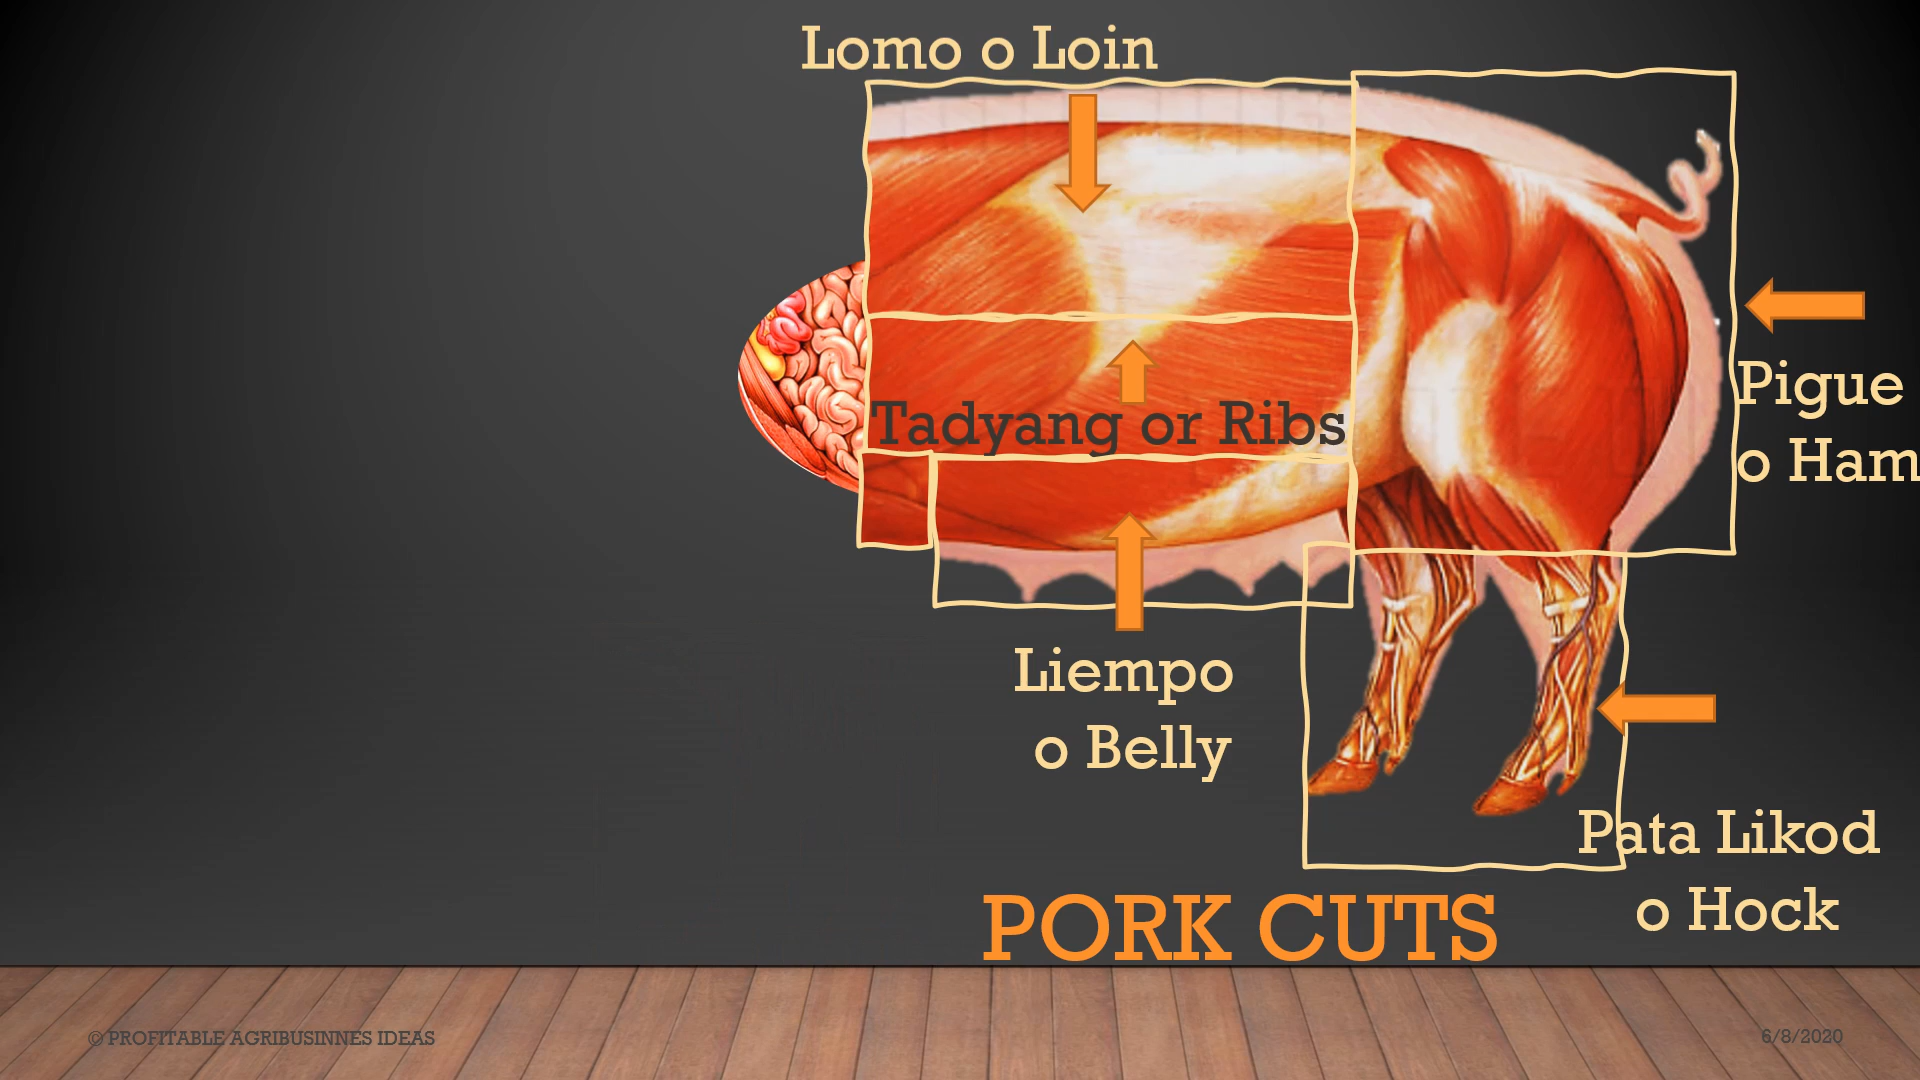 Lomo o Loin
Pigue
o Ham
Tadyang or Ribs
Liempo
o Belly
Pata Likod
o Hock
PORK CUTS
© PROFITABLE AGRIBUSINNES IDEAS
6/8/2020